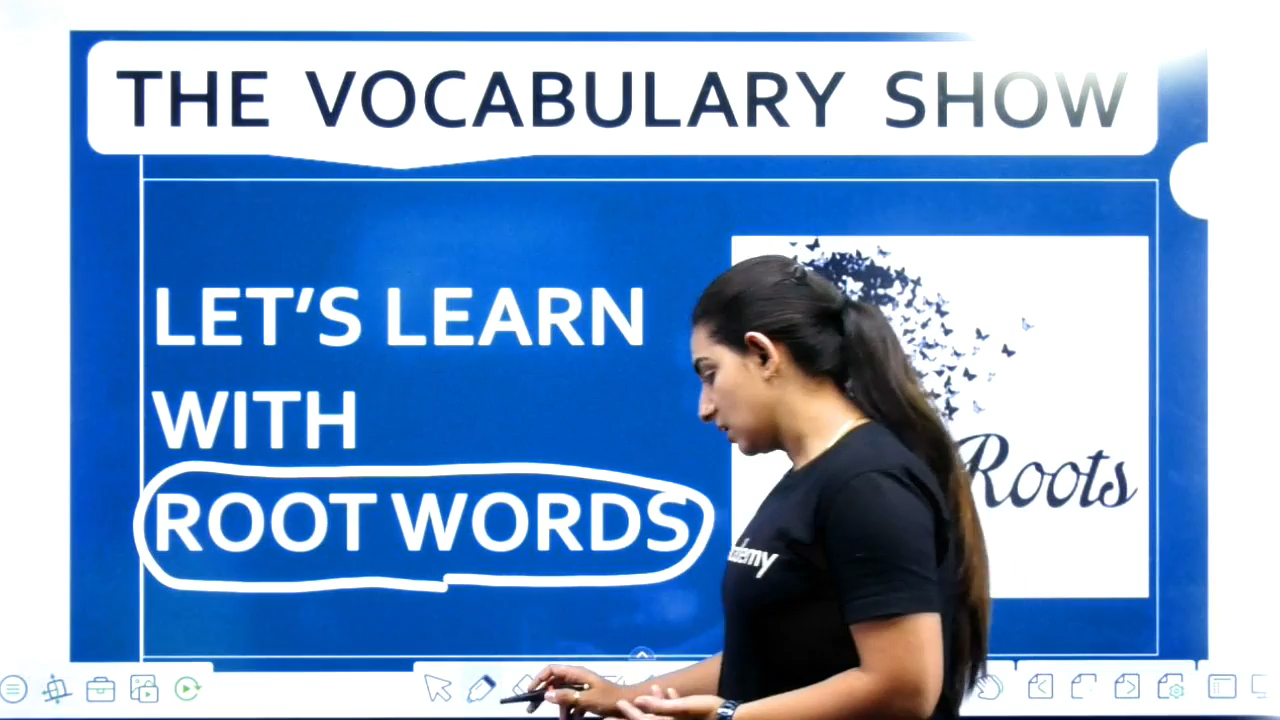 THE VOCABULARY SHOW
LET'S LEARN
WITH
ROOT WORDS
Roots